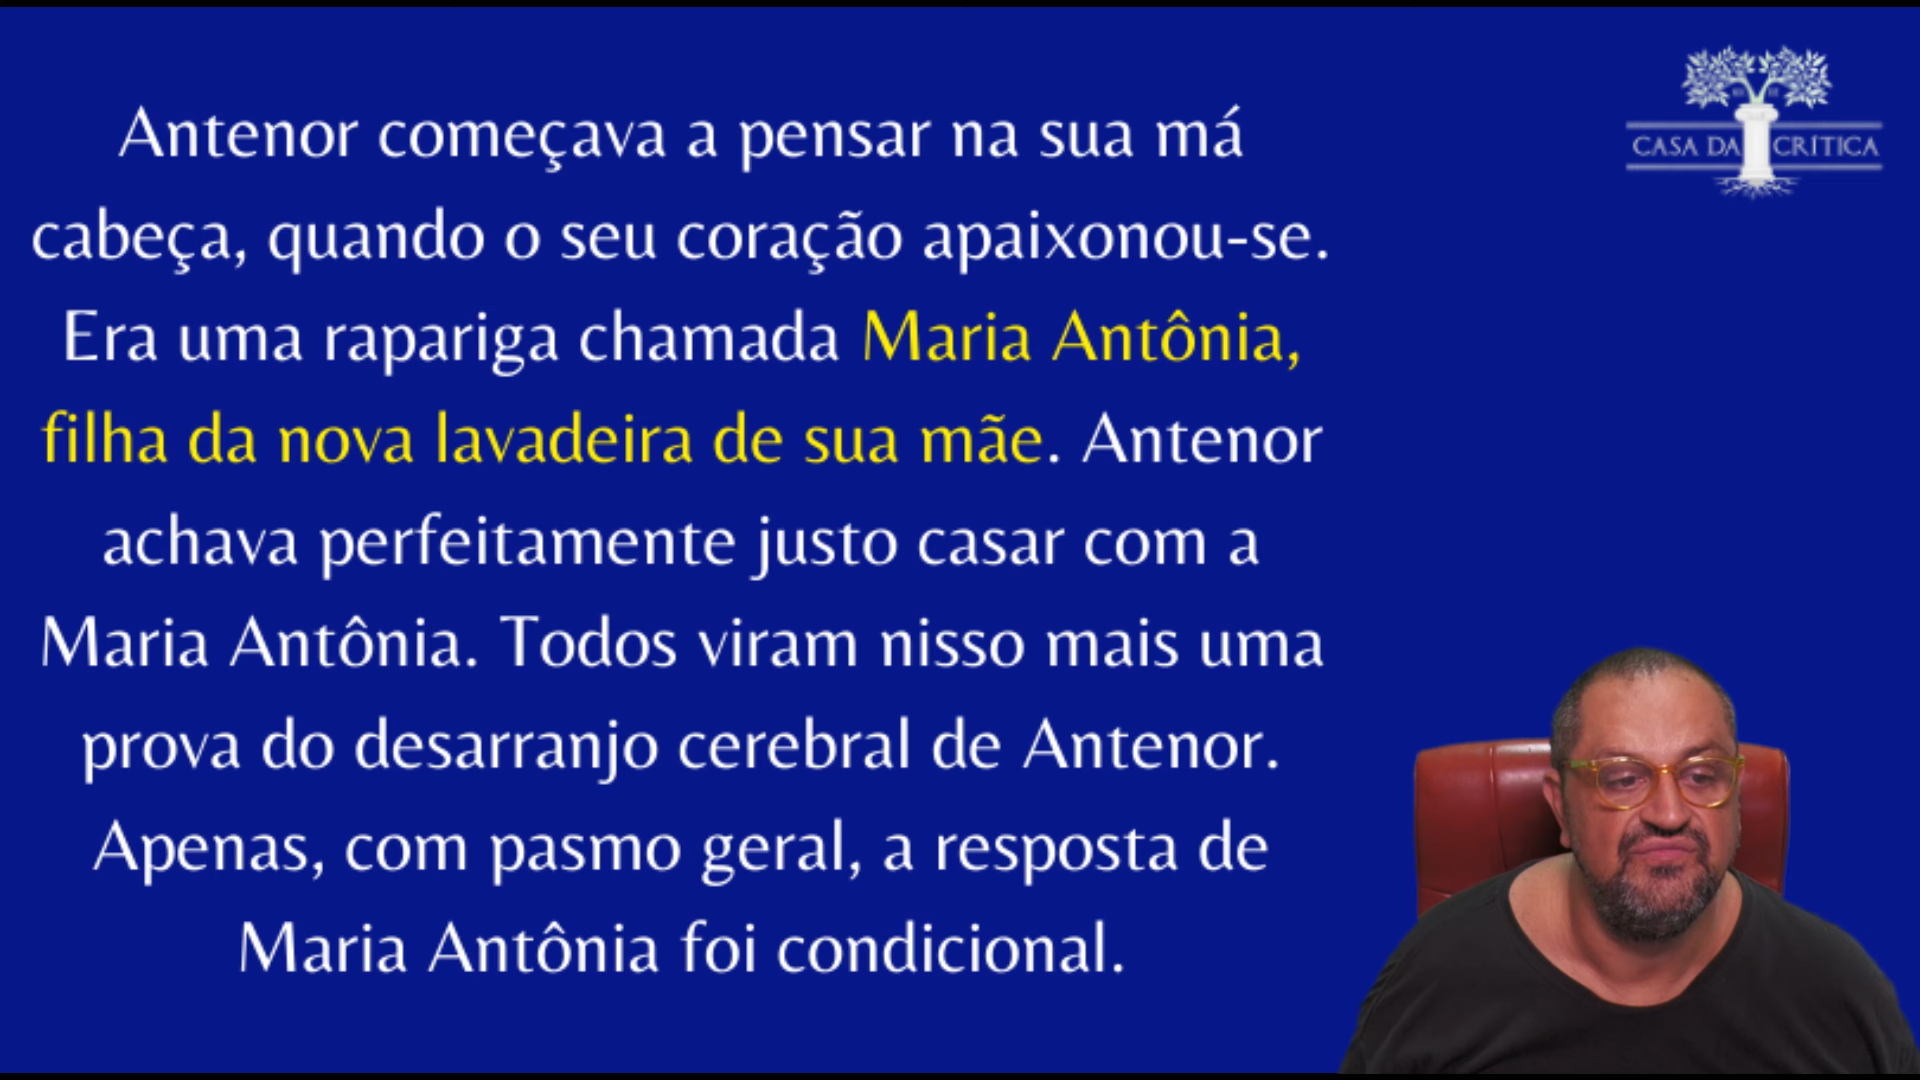 Antenor começava a pensar na sua má
cabeça, quando o seu coração apaixonou-se.
Era uma rapariga chamada Maria Antônia,
filha da nova lavadeira de sua mãe. Antenor
achava perfeitamente justo casar com a
Maria Antônia. Todos viram nisso mais uma
prova do desarranjo cerebral de Antenor.
Apenas, com pasmo geral, a resposta de
Maria Antônia foi condicional.
CASA DA CRÍTICA